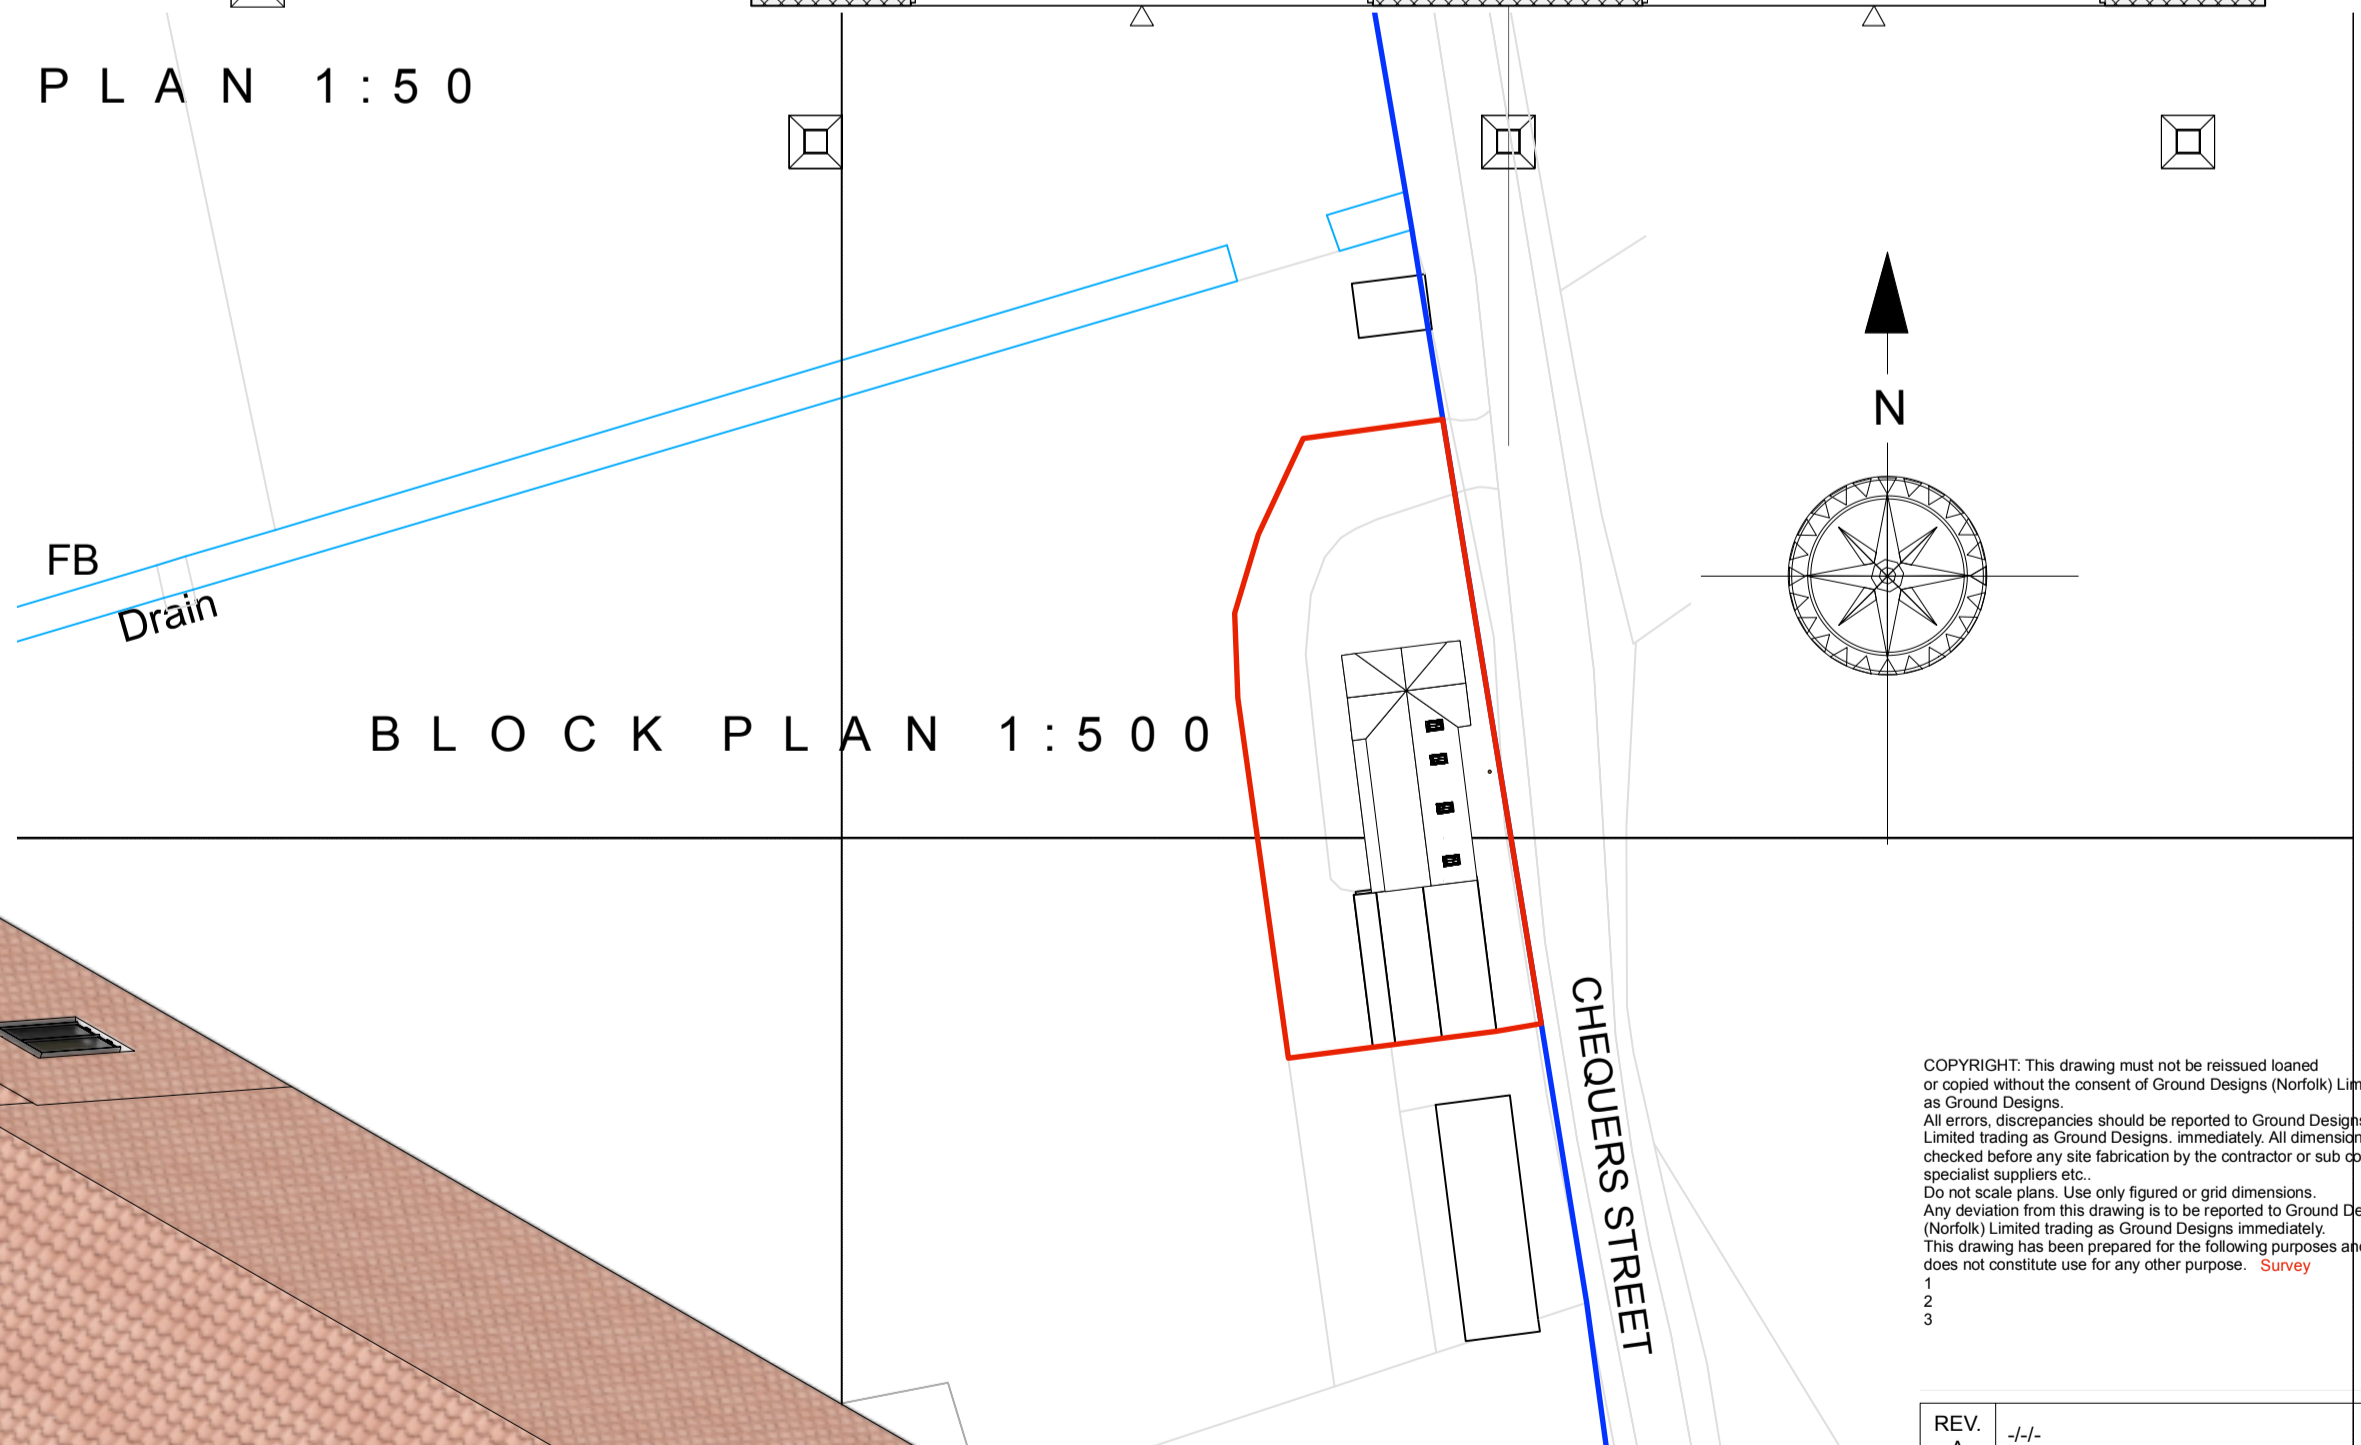 PLAN 1:50
N
FB
Drain
BLOCK PLAN 1:500
CHEQUERS STREET
COPYRIGHT: This drawing must not be reissued loaned
or copied without the consent of Ground Designs (Norfolk)
as Ground Designs.
All errors, discrepancies should be reported to Ground Designs
Limited trading as Ground Designs. immediately. All dimension
checked before any site fabrication by the contractor or sub
specialist suppliers etc..
Do not scale plans. Use only figured or grid dimensions.
Any deviation from this drawing is to be reported to Ground
(Norfolk) Limited trading as Ground Designs immediately.
This drawing has been prepared for the following purposes
does not constitute use for any other purpose. Survey
1
2
3
REV.
-/-/-